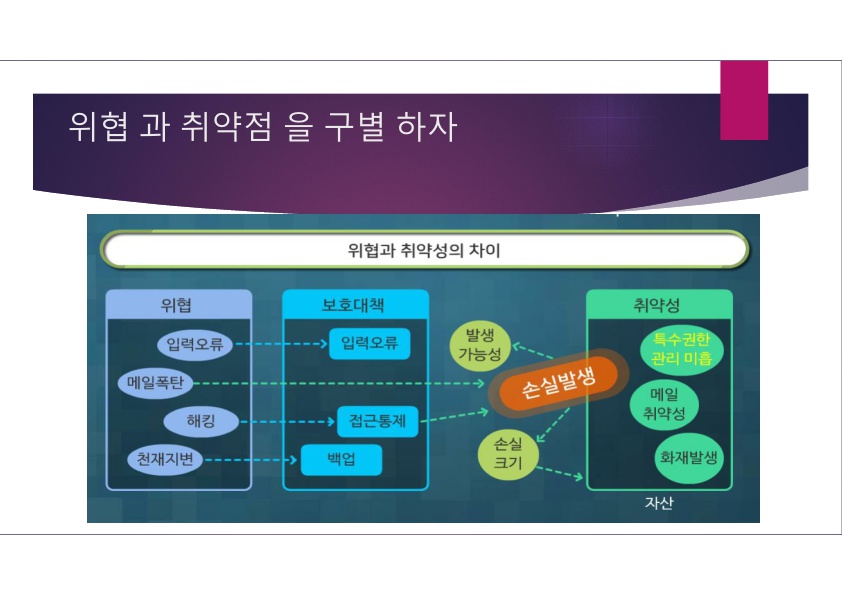 위협 과 취약점 을 구별 하자
위협과 취약성의 차이
위협
입력오류
메일폭탄
해킹
천재지변
보호대책
입력오류
접근통제
백업
발생
가능성
손실발생
손실
크기
취약성
특수권한
관리 미흡
메일
취약성
화재발생
자산